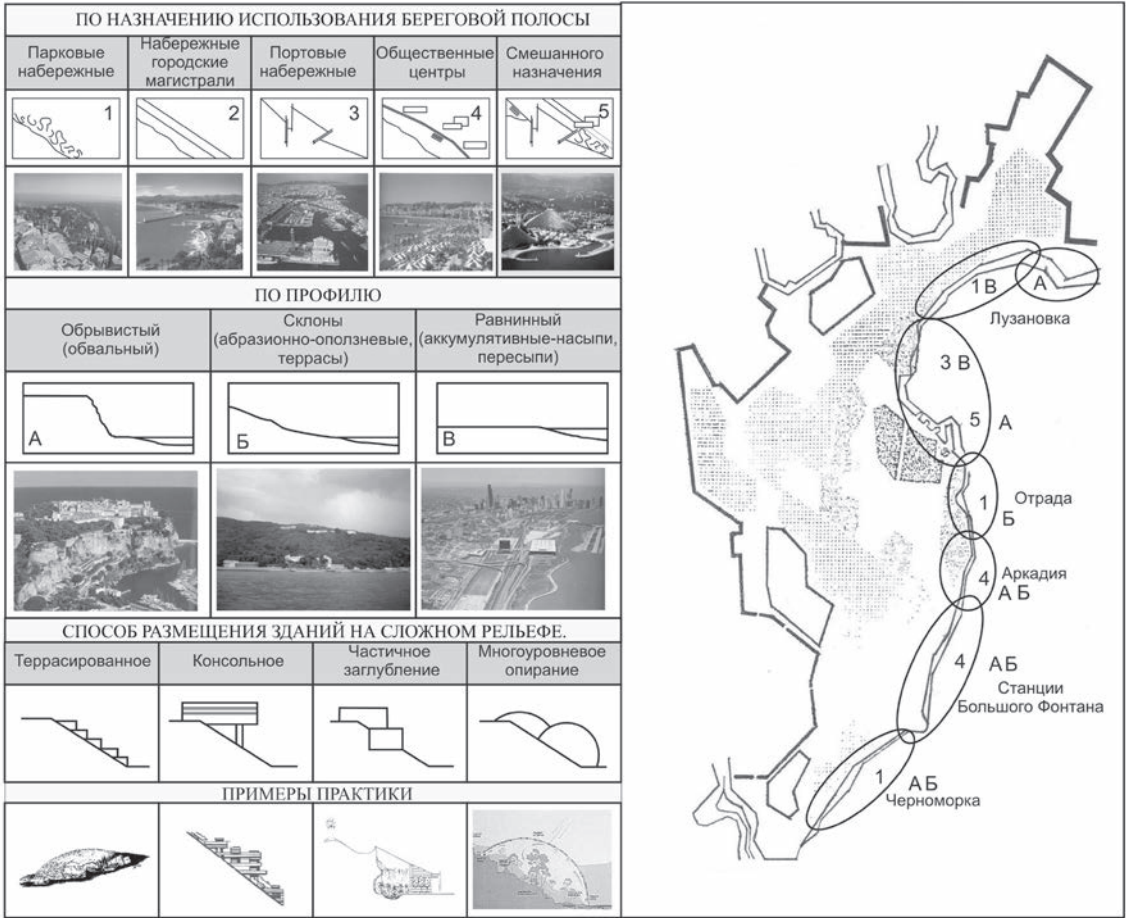 ПО НАЗНАЧЕНИЮ ИСПОЛЬЗОВАНИЯ БЕРЕГОВОЙ ПОЛОСЫ
Парковые
набережные
Набережные
городские
магистрали
Портовые
набережные
Общественные
центры
Смешанного
назначения
1
2
3
4
5
ПО ПРОФИЛЮ
Обрывистый
(обвальный)
Склоны
(абразионно-оползневые,
террасы)
Равнинный
(аккумулятивные-насыпи,
пересыпи)
А
Б
В
СПОСОБ РАЗМЕЩЕНИЯ ЗДАНИЙ НА СЛОЖНОМ РЕЛЬЕФЕ.
Террасированное
Консольное
Частичное
заглубление
Многоуровневое
опирание
ПРИМЕРЫ ПРАКТИКИ
1 В
А
Лузановка
3 В
5
А
1
Отрада
Б
4
Аркадия
А Б
4
А Б
Станции
Большого Фонтана
1
А Б
Черноморка